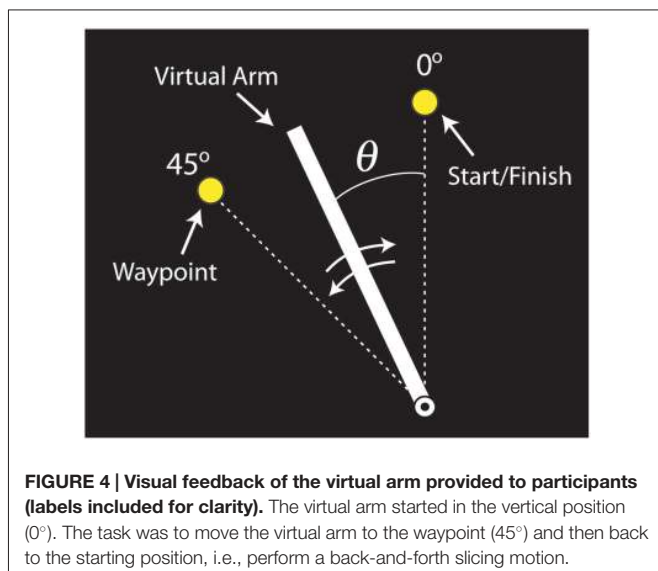 0°
Virtual Arm
θ
45°
Start/Finish
Waypoint
FIGURE 4 | Visual feedback of the virtual arm provided to participants
(labels included for clarity). The virtual arm started in the vertical position
(0°). The task was to move the virtual arm to the waypoint (45°) and then back
to the starting position, i.e., perform a back-and-forth slicing motion.